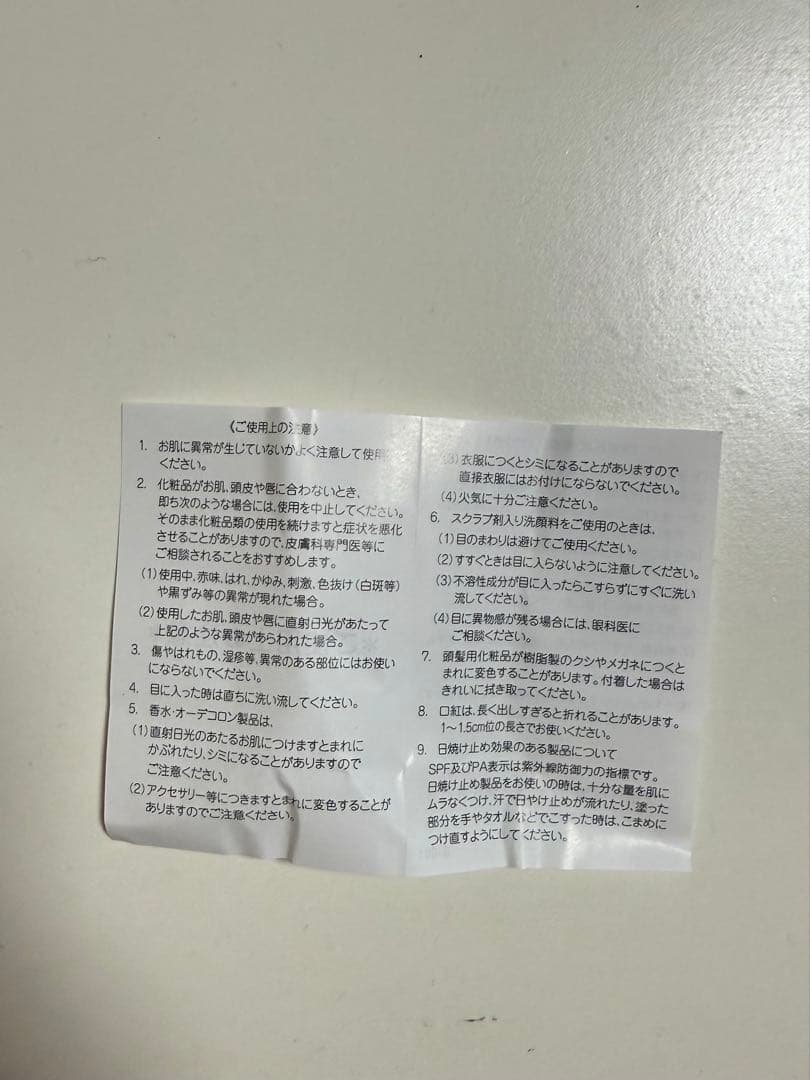 《ご使用上の注意》
1. お肌に異常が生じていないかよく注意して使用
ください。
2. 化粧品がお肌、頭皮や唇に合わないとき、
即ち次のような場合には、使用を中止してください。
そのまま化粧品類の使用を続けますと症状を悪化
させることがありますので、皮膚科専門医等に
ご相談されることをおすすめします。
(1)使用中、赤味、はれ、かゆみ、刺激、色抜け(白斑等)
や黒ずみ等の異常が現れた場合。
(2)使用したお肌、頭皮や唇に直射日光があたって
上記のような異常があらわれた場合。
3. 傷やはれもの、湿疹等、異常のある部位にはお使い
にならないでください。
4. 目に入った時は直ちに洗い流してください。
5. 香水・オーデコロン製品は、
(1)直射日光のあたるお肌につけますとまれに
かぶれたり、シミになることがありますので
ご注意ください。
(2)アクセサリー等につきますとまれに変色することが
ありますのでご注意ください。
(3)衣服につくとシミになることがありますので
直接衣服にはお付けにならないでください。
(4)火気に十分ご注意ください。
6. スクラブ剤入り洗顔料をご使用のときは、
(1)目のまわりは避けてご使用ください。
(2)すすぐときは目に入らないように注意してください。
(3)不溶性成分が目に入ったらこすらずにすぐに洗い
流してください。
(4)目に異物感が残る場合には、眼科医に
ご相談ください。
7. 頭髪用化粧品が樹脂製のクシやメガネにつくと
まれに変色することがあります。付着した場合は
きれいに拭き取ってください。
8. 口紅は、長く出しすぎると折れることがあります。
1〜1.5cm位の長さでお使いください。
9. 日焼け止め効果のある製品について
SPF及びPA表示は紫外線防御力の指標です。
日焼け止め製品をお使いの時は、十分な量を肌に
ムラなくつけ、汗で日やけ止めが流れたり、塗った
部分を手やタオルなどでこすった時は、こまめに
つけ直すようにしてください。